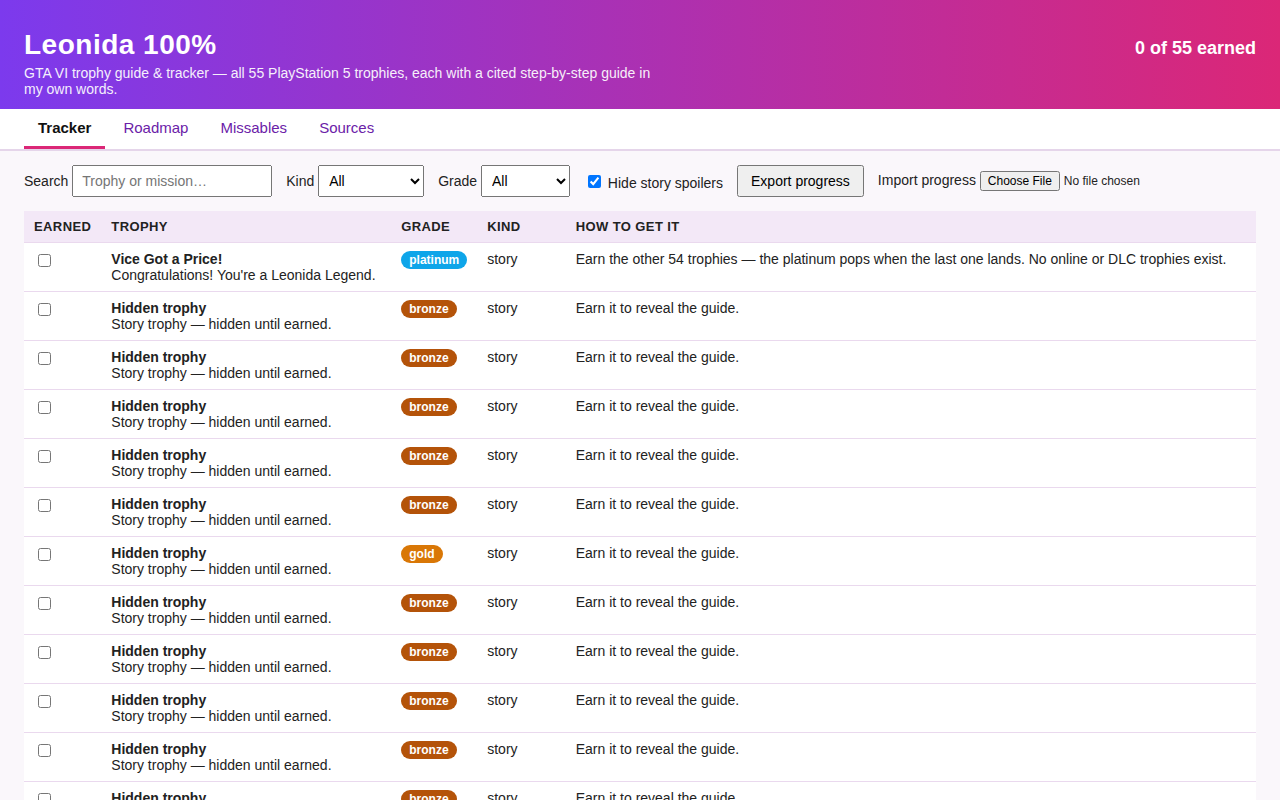 Leonida 100%
0 of 55 earned
GTA VI trophy guide & tracker — all 55 PlayStation 5 trophies, each with a cited step-by-step guide in
my own words.
Tracker Roadmap Missables Sources
Search Trophy or mission… Kind All Grade All Hide story spoilers Export progress Import progress Choose File No file chosen
EARNED TROPHY GRADE KIND HOW TO GET IT
Vice Got a Price! platinum story Earn the other 54 trophies — the platinum pops when the last one lands. No online or DLC trophies exist.
Congratulations! You're a Leonida Legend.
Hidden trophy bronze story Earn it to reveal the guide.
Story trophy — hidden until earned.
Hidden trophy bronze story Earn it to reveal the guide.
Story trophy — hidden until earned.
Hidden trophy bronze story Earn it to reveal the guide.
Story trophy — hidden until earned.
Hidden trophy bronze story Earn it to reveal the guide.
Story trophy — hidden until earned.
Hidden trophy bronze story Earn it to reveal the guide.
Story trophy — hidden until earned.
Hidden trophy gold story Earn it to reveal the guide.
Story trophy — hidden until earned.
Hidden trophy bronze story Earn it to reveal the guide.
Story trophy — hidden until earned.
Hidden trophy bronze story Earn it to reveal the guide.
Story trophy — hidden until earned.
Hidden trophy bronze story Earn it to reveal the guide.
Story trophy — hidden until earned.
Hidden trophy bronze story Earn it to reveal the guide.
Story trophy — hidden until earned.
Hidden trophy bronze story Earn it to reveal the guide.